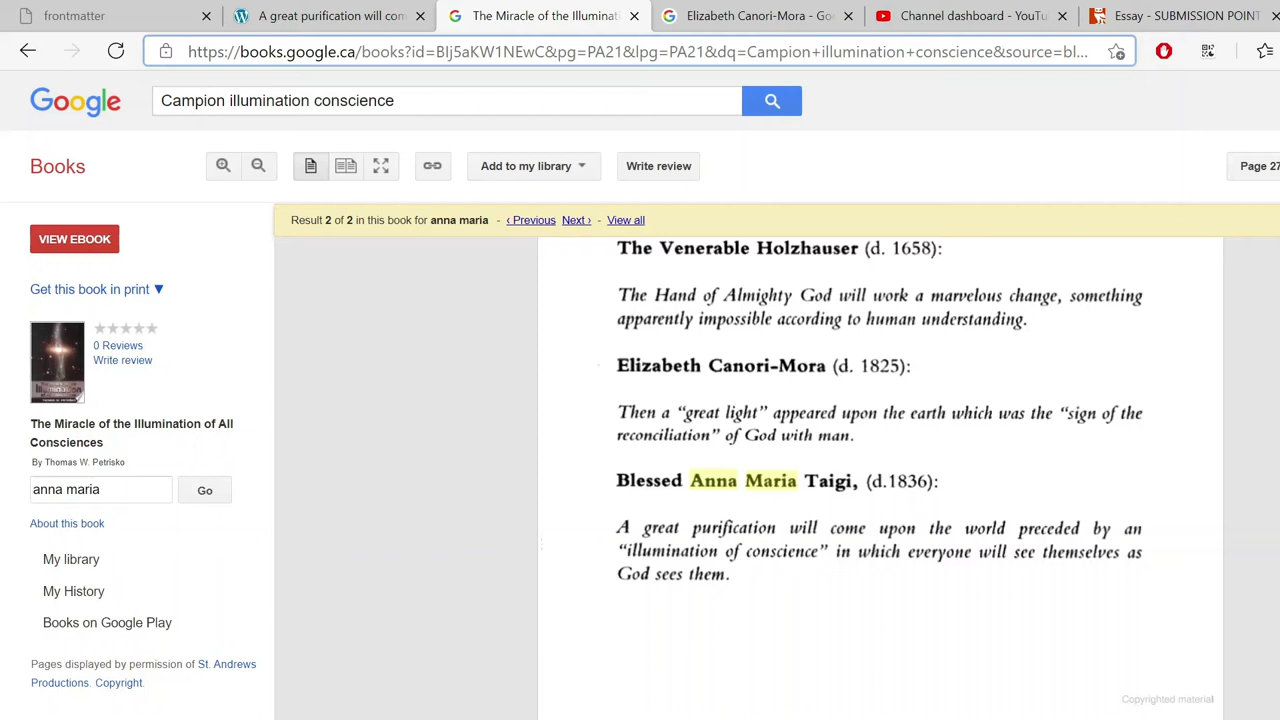 frontmatter
A great purification will com
The Miracle of the Illuminat
Elizabeth Canori-Mora - Go
Channel dashboard - YouTu
Essay - SUBMISSION POINT
https://books.google.ca/books?id=BIj5aKW1NEwC&pg=PA21&lpg=PA21&dq=Campion+illumination+conscience&source=bl...
Google
Campion illumination conscience
Books
Add to my library
Write review
Page 27
Result 2 of 2 in this book for anna maria - ‹ Previous Next › - View all
VIEW EBOOK
Get this book in print ▼
0 Reviews
Write review
The Miracle of the Illumination of All
Consciences
By Thomas W. Petrisko
anna maria
Go
About this book
My library
My History
Books on Google Play
Pages displayed by permission of St. Andrews
Productions. Copyright.
The Venerable Holzhauser (d. 1658):
The Hand of Almighty God will work a marvelous change, something
apparently impossible according to human understanding.
Elizabeth Canori-Mora (d. 1825):
Then a “great light” appeared upon the earth which was the “sign of the
reconciliation” of God with man.
Blessed Anna Maria Taigi, (d.1836):
A great purification will come upon the world preceded by an
“illumination of conscience” in which everyone will see themselves as
God sees them.
Copyrighted material